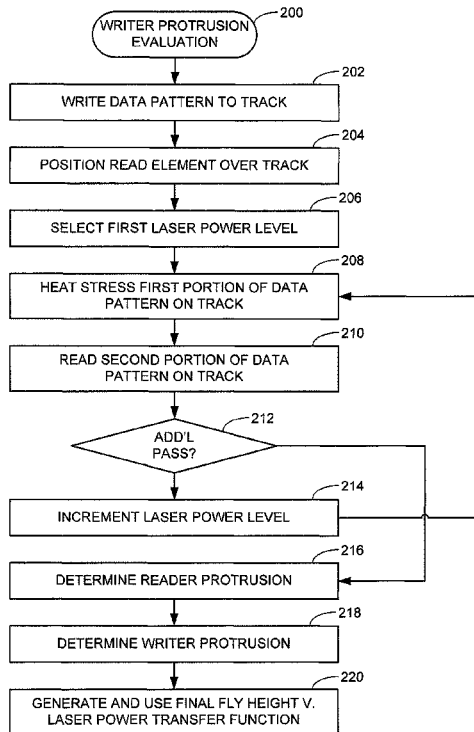 200
WRITER PROTRUSION
EVALUATION
202
WRITE DATA PATTERN TO TRACK
204
POSITION READ ELEMENT OVER TRACK
206
SELECT FIRST LASER POWER LEVEL
208
HEAT STRESS FIRST PORTION OF DATA
PATTERN ON TRACK
210
READ SECOND PORTION OF DATA
PATTERN ON TRACK
212
ADD'L
PASS?
214
INCREMENT LASER POWER LEVEL
216
DETERMINE READER PROTRUSION
218
DETERMINE WRITER PROTRUSION
220
GENERATE AND USE FINAL FLY HEIGHT V.
LASER POWER TRANSFER FUNCTION